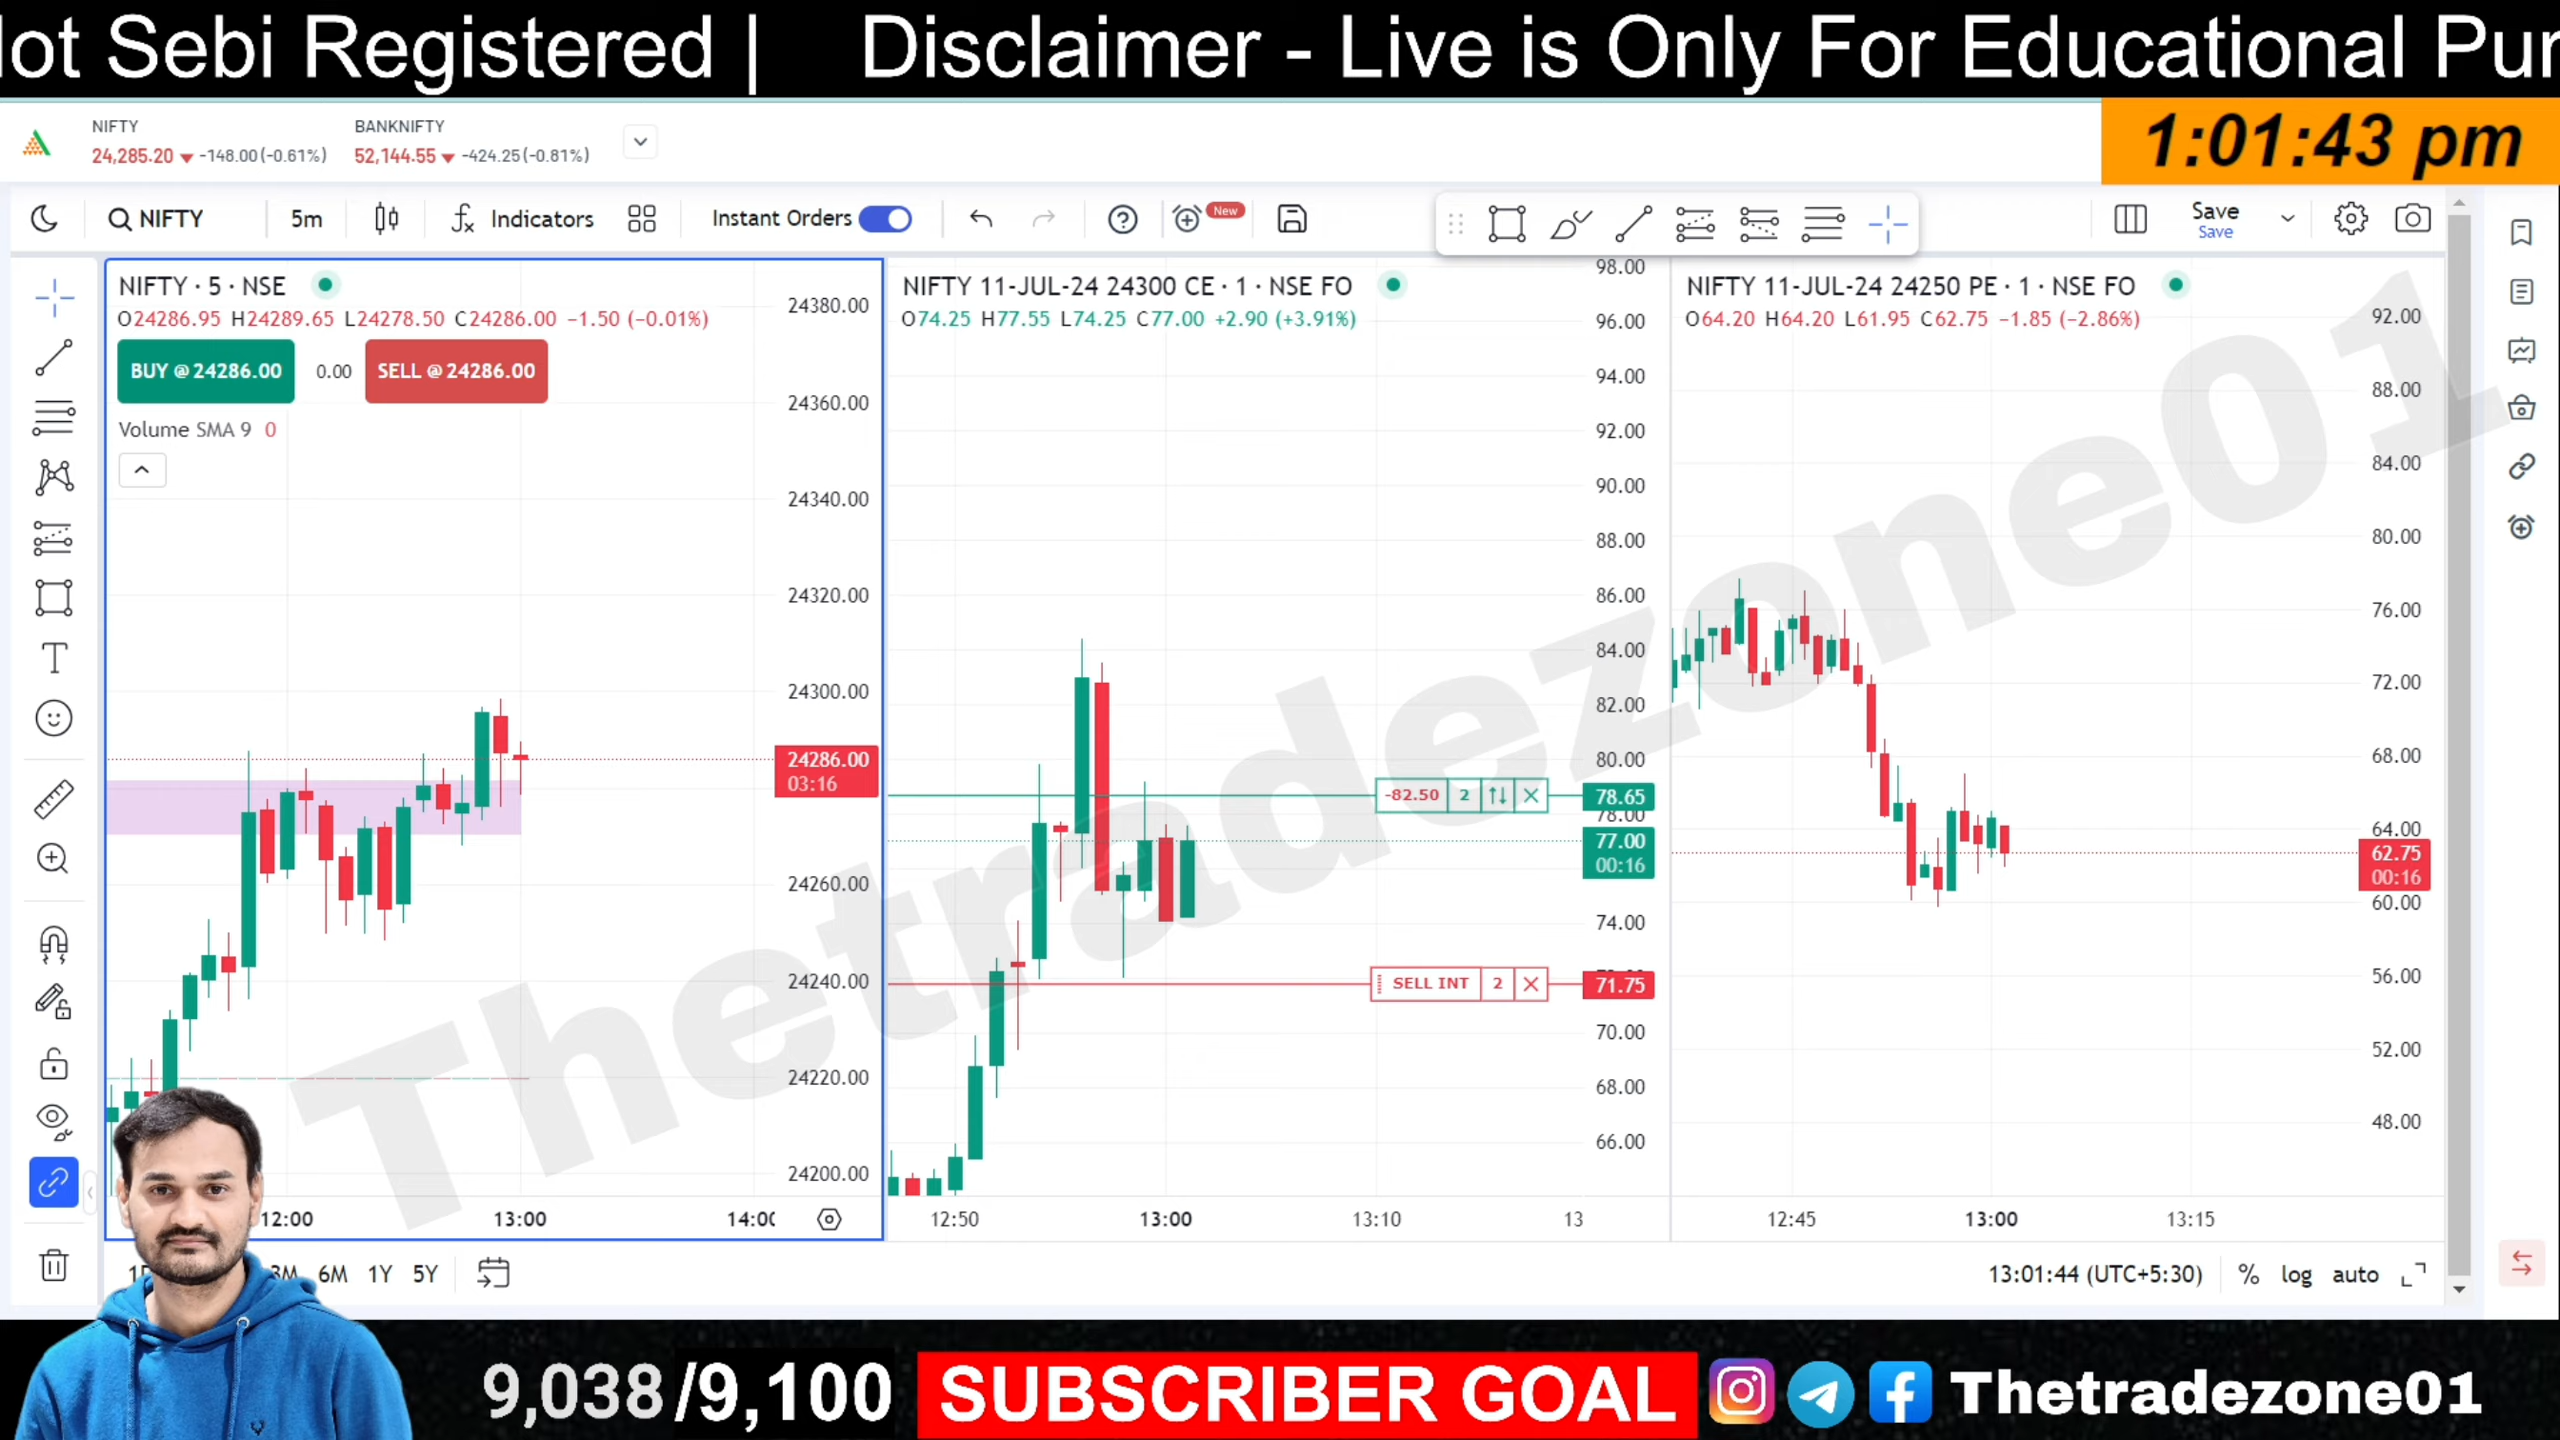 lot Sebi Registered |    Disclaimer - Live is Only For Educational Pur
1:01:43 pm
NIFTY
24,285.20 ▼ -148.00(-0.61%)
BANKNIFTY
52,144.55 ▼ -424.25(-0.81%)
NIFTY
5m
Indicators
Instant Orders
New
Save
Save
NIFTY · 5 · NSE
O24286.95 H24289.65 L24278.50 C24286.00 −1.50 (−0.01%)
BUY @ 24286.00
0.00
SELL @ 24286.00
Volume SMA 9 0
24380.00
24360.00
24340.00
24320.00
24300.00
24286.00
03:16
24260.00
24240.00
24220.00
24200.00
12:00
13:00
14:00
NIFTY 11-JUL-24 24300 CE · 1 · NSE FO
O74.25 H77.55 L74.25 C77.00 +2.90 (+3.91%)
98.00
96.00
94.00
92.00
90.00
88.00
86.00
84.00
82.00
80.00
-82.50 2
78.65
78.00
77.00
00:16
74.00
SELL INT 2
71.75
70.00
68.00
66.00
12:50
13:00
13:10
13
NIFTY 11-JUL-24 24250 PE · 1 · NSE FO
O64.20 H64.20 L61.95 C62.75 −1.85 (−2.86%)
92.00
88.00
84.00
80.00
76.00
72.00
68.00
64.00
62.75
00:16
60.00
56.00
52.00
48.00
12:45
13:00
13:15
Thetradezone01
3M 6M 1Y 5Y
13:01:44 (UTC+5:30)
% log auto
9,038/9,100
SUBSCRIBER GOAL
Thetradezone01